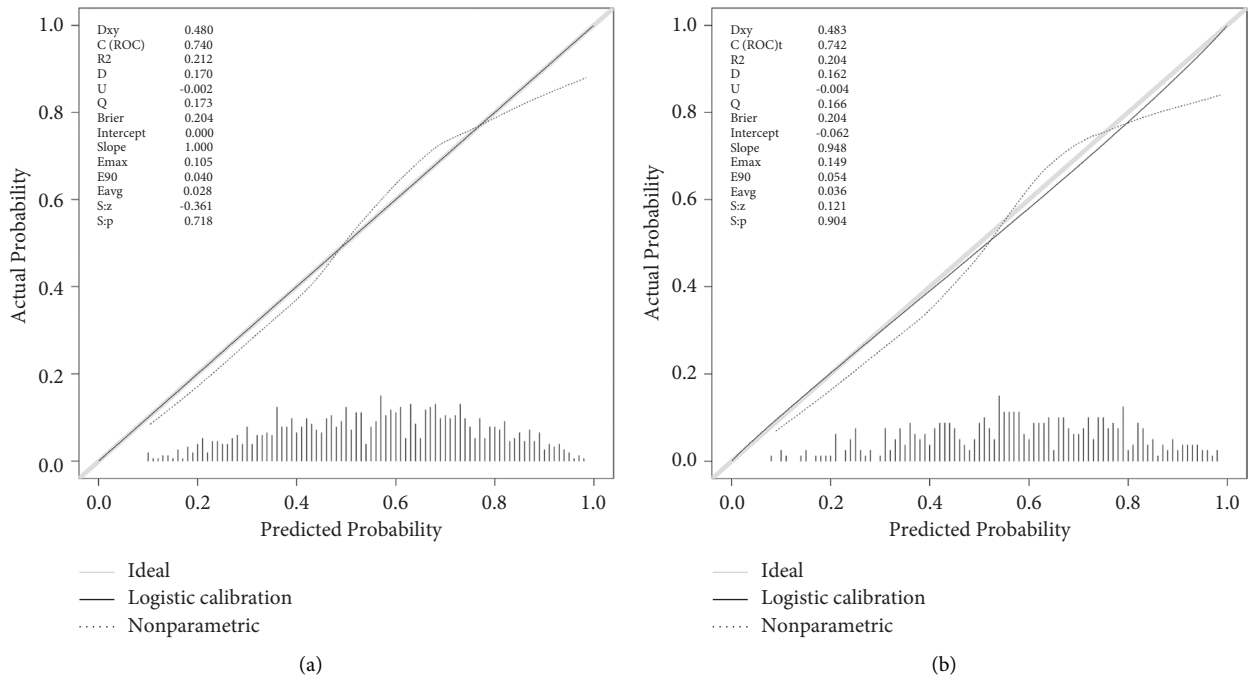 Dxy 0.480
C (ROC) 0.740
R2 0.212
D 0.170
U -0.002
Q 0.173
Brier 0.204
Intercept 0.000
Slope 1.000
Emax 0.105
E90 0.040
Eavg 0.028
S:z -0.361
S:p 0.718
1.0
0.8
0.6
0.4
0.2
0.0
Actual Probability
0.0 0.2 0.4 0.6 0.8 1.0
Predicted Probability
Ideal
Logistic calibration
Nonparametric
(a)
Dxy 0.483
C (ROC)t 0.742
R2 0.204
D 0.162
U -0.004
Q 0.166
Brier 0.204
Intercept -0.062
Slope 0.948
Emax 0.149
E90 0.054
Eavg 0.036
S:z 0.121
S:p 0.904
1.0
0.8
0.6
0.4
0.2
0.0
Actual Probability
0.0 0.2 0.4 0.6 0.8 1.0
Predicted Probability
Ideal
Logistic calibration
Nonparametric
(b)